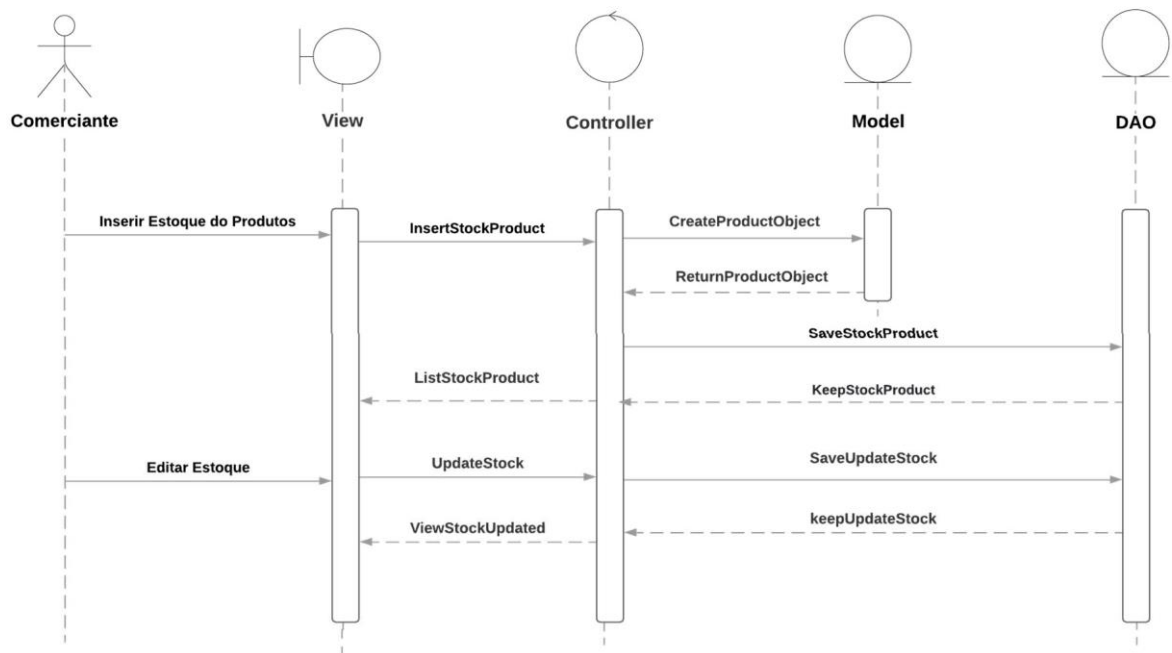 Comerciante
View
Controller
Model
DAO
Inserir Estoque do Produtos
InsertStockProduct
CreateProductObject
ReturnProductObject
SaveStockProduct
ListStockProduct
KeepStockProduct
Editar Estoque
UpdateStock
SaveUpdateStock
ViewStockUpdated
keepUpdateStock